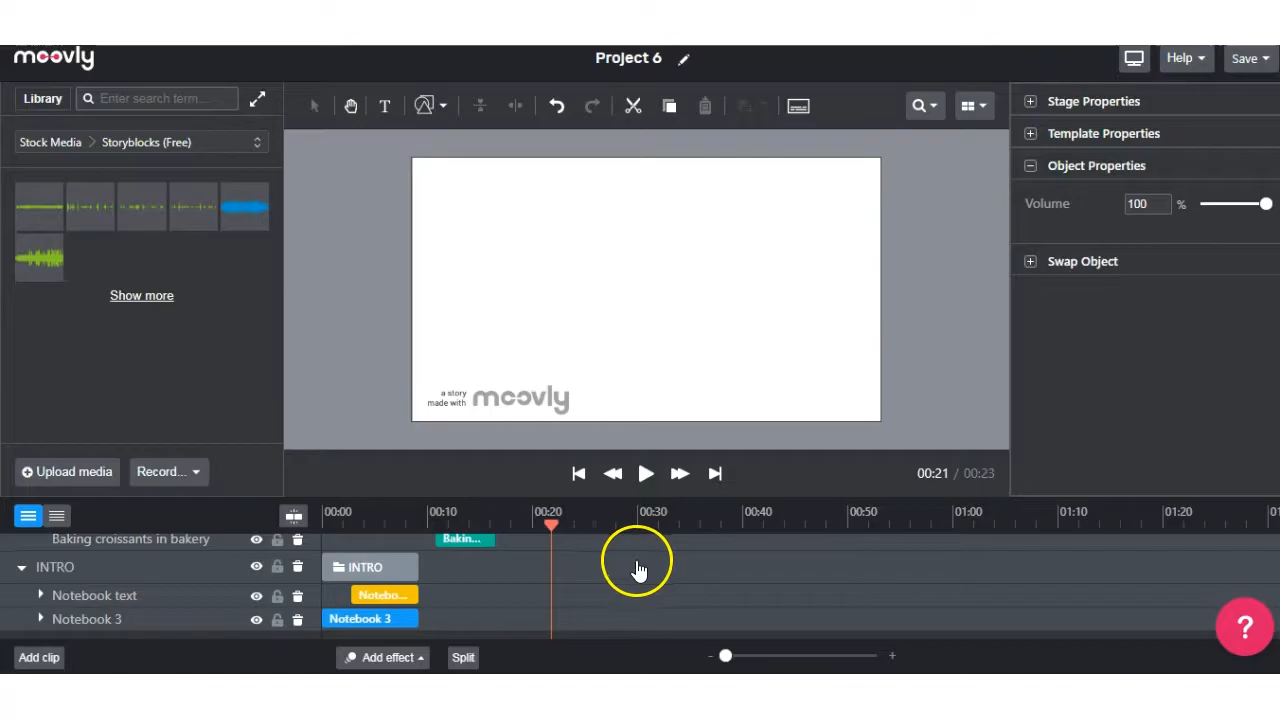 moovly
Project 6
Help
Save
Library
Enter search term...
T
Stage Properties
Template Properties
Stock Media
Storyblocks (Free)
Object Properties
Volume
100
%
Show more
Swap Object
a story
made with
moovly
Upload media
Record...
00:21 / 00:23
00:00
00:10
00:20
00:30
00:40
00:50
01:00
01:10
01:20
Baking croissants in bakery
Bakin...
INTRO
INTRO
Notebook text
Notebo...
Notebook 3
Notebook 3
?
Add clip
Add effect
Split
-
+